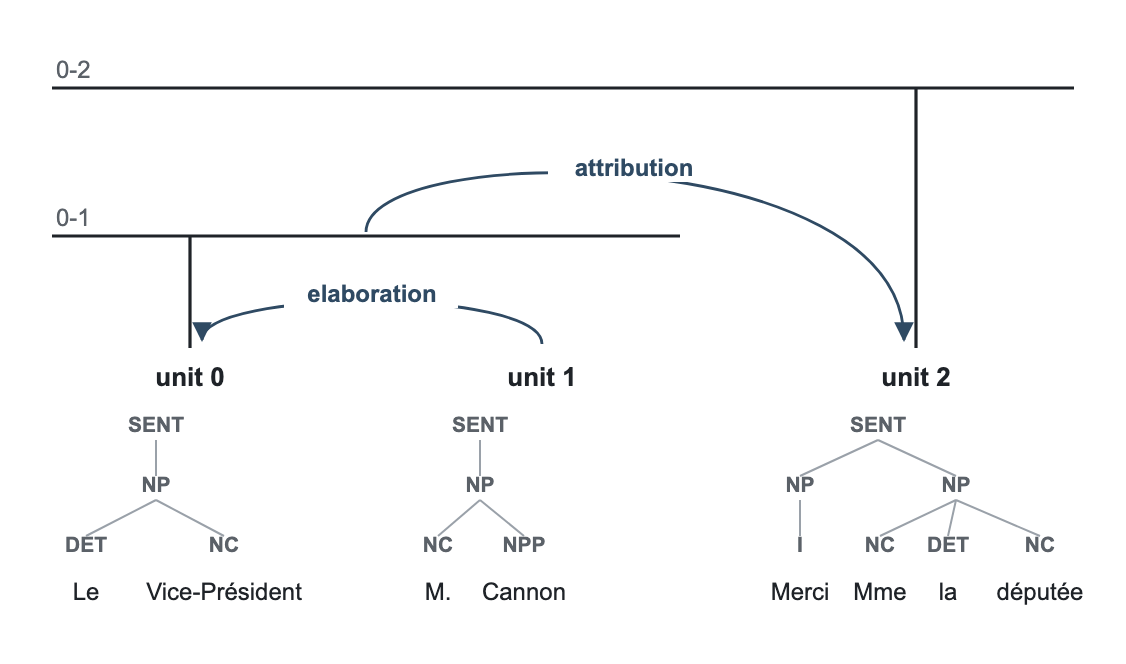 0-2
attribution
0-1
elaboration
unit 0 unit 1 unit 2
SENT SENT SENT
NP NP NP NP
DET NC NC NPP I NC DET NC
Le Vice-Président M. Cannon Merci Mme la députée